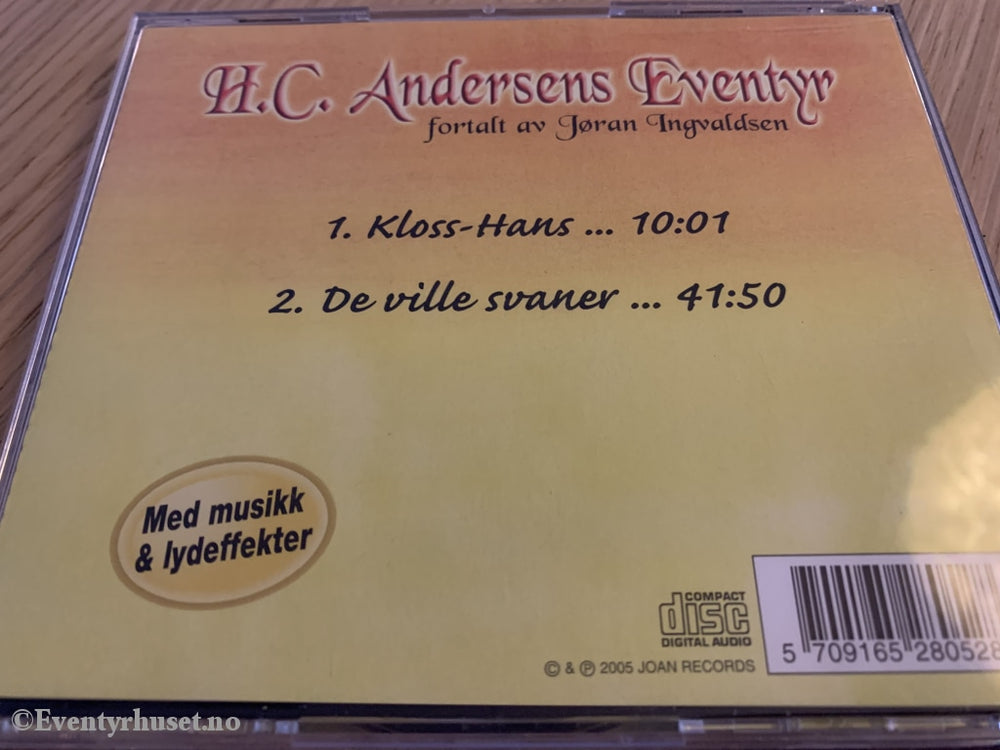 H.C. Andersens Eventyr
fortalt av Jøran Ingvaldsen
1. Kloss-Hans ... 10:01
2. De ville svaner ... 41:50
Med musikk
& lydeffekter
COMPACT
disc
DIGITAL AUDIO
© & ℗ 2005 JOAN RECORDS
5 709165 280528
©Eventyrhuset.no